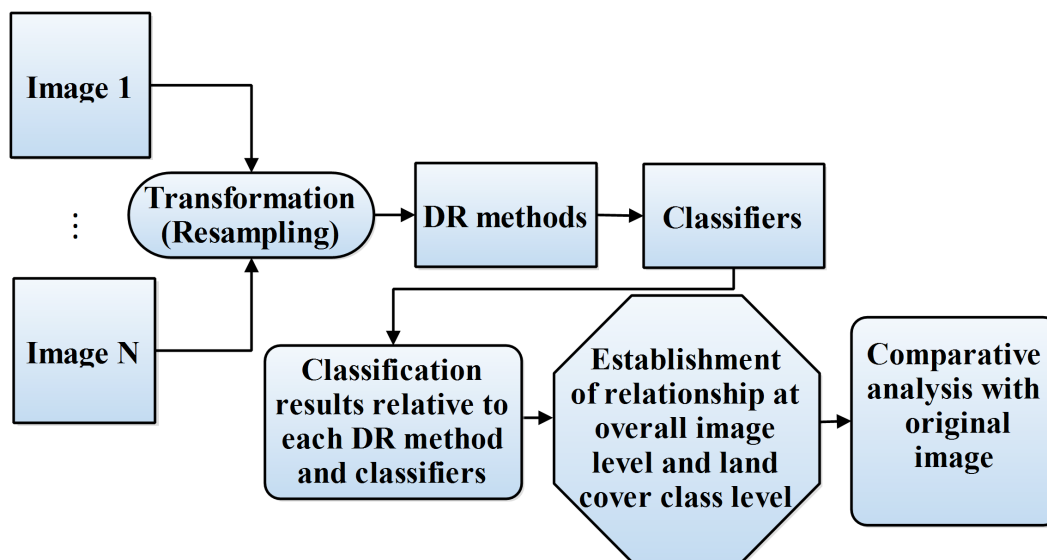 Image 1
Transformation
(Resampling)
DR methods
Classifiers
⋮
Image N
Classification
results relative to
each DR method
and classifiers
Establishment
of relationship at
overall image
level and land
cover class level
Comparative
analysis with
original
image